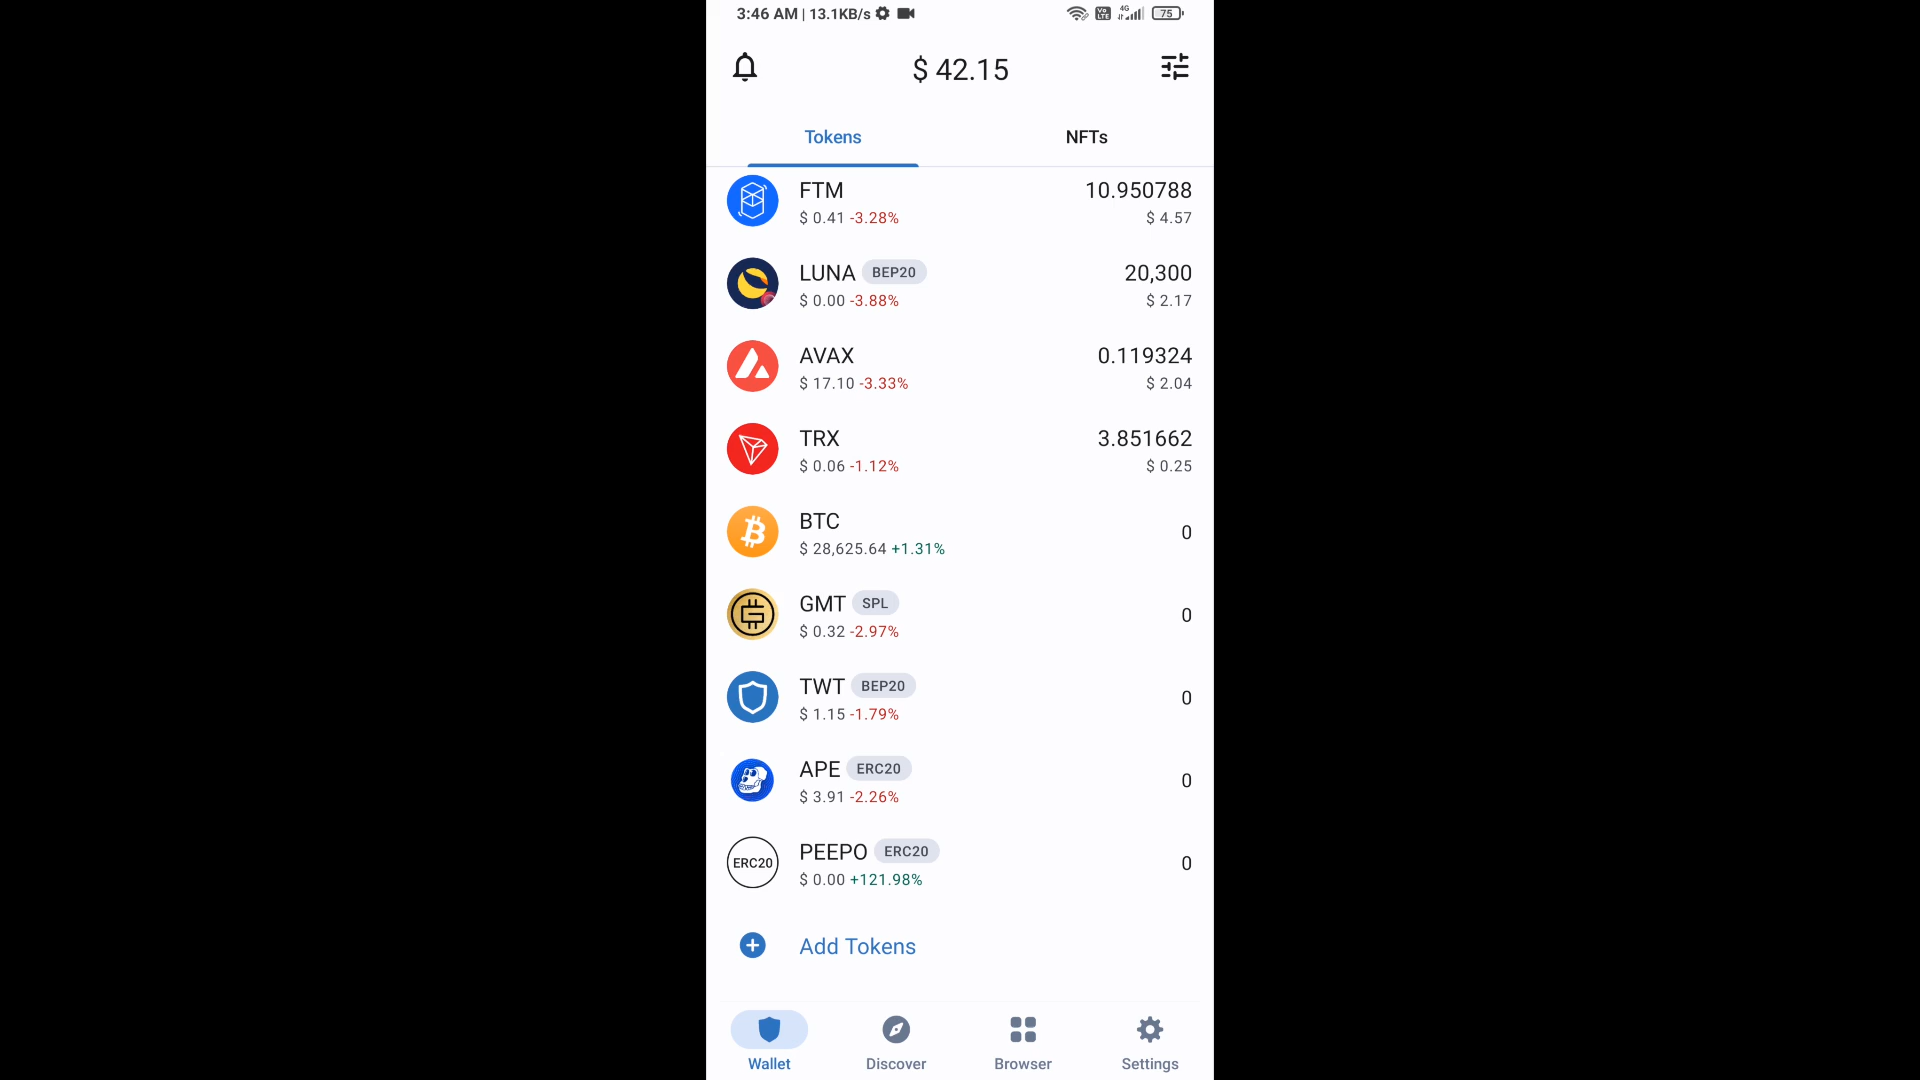 3:46 AM | 13.1KB/s Vo LTE 4G 75
$ 42.15
Tokens NFTs
FTM 10.950788
$ 0.41 -3.28% $ 4.57
LUNA BEP20 20,300
$ 0.00 -3.88% $ 2.17
AVAX 0.119324
$ 17.10 -3.33% $ 2.04
TRX 3.851662
$ 0.06 -1.12% $ 0.25
BTC 0
$ 28,625.64 +1.31%
GMT SPL 0
$ 0.32 -2.97%
TWT BEP20 0
$ 1.15 -1.79%
APE ERC20 0
$ 3.91 -2.26%
ERC20 PEEPO ERC20 0
$ 0.00 +121.98%
Add Tokens
Wallet Discover Browser Settings